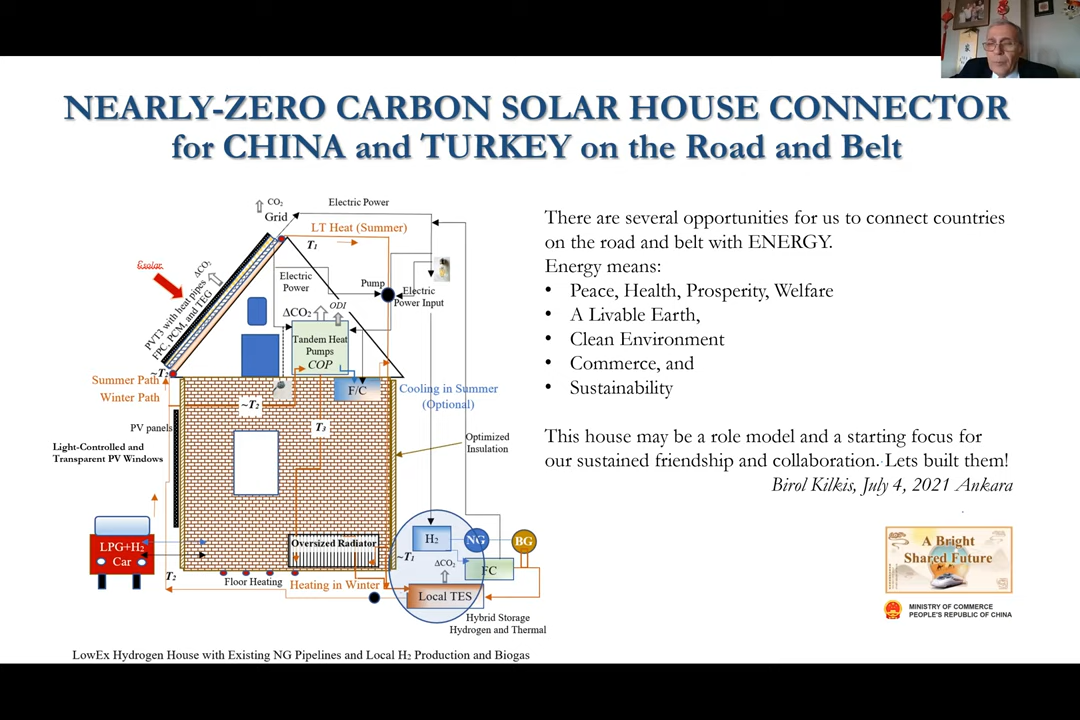 NEARLY-ZERO CARBON SOLAR HOUSE CONNECTOR
for CHINA and TURKEY on the Road and Belt
CO2
Grid
Electric Power
LT Heat (Summer)
T1
Esolar
ΔCO2
PVT3 with heat pipes
FPC, PCM, and TEG
Electric
Power
Pump
Electric
Power Input
ΔCO2
ODI
Tandem Heat
Pumps
COP
~T2
Summer Path
Winter Path
F/C
Cooling in Summer
(Optional)
~T2
T3
PV panels
Light-Controlled and
Transparent PV Windows
Optimized
Insulation
LPG+H2
Car
T2
Oversized Radiator
~T1
H2
NG
BG
ΔCO2
FC
Floor Heating
Heating in Winter
Local TES
Hybrid Storage
Hydrogen and Thermal
LowEx Hydrogen House with Existing NG Pipelines and Local H2 Production and Biogas
There are several opportunities for us to connect countries
on the road and belt with ENERGY.
Energy means:
• Peace, Health, Prosperity, Welfare
• A Livable Earth,
• Clean Environment
• Commerce, and
• Sustainability
This house may be a role model and a starting focus for
our sustained friendship and collaboration. Lets built them!
Birol Kilkis, July 4, 2021 Ankara
A Bright
Shared Future
MINISTRY OF COMMERCE
PEOPLE'S REPUBLIC OF CHINA